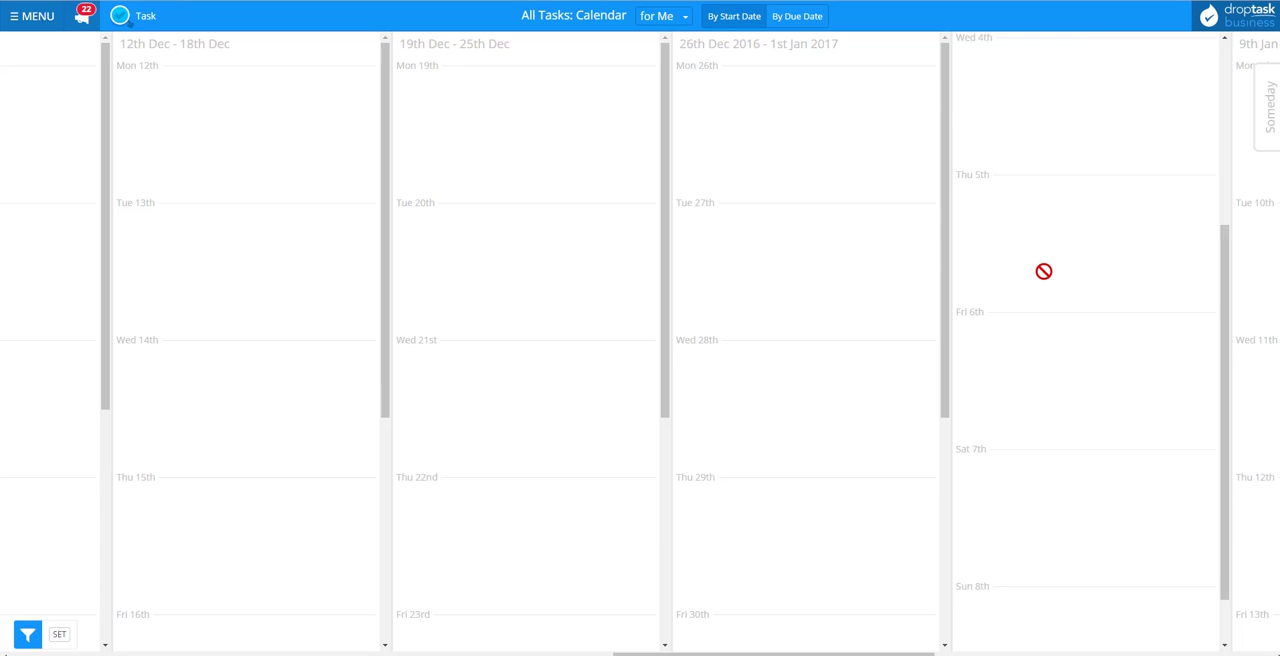 ☰ MENU
22
Task
All Tasks: Calendar
for Me
By Start Date
By Due Date
droptask
business
12th Dec - 18th Dec
Mon 12th
Tue 13th
Wed 14th
Thu 15th
Fri 16th
19th Dec - 25th Dec
Mon 19th
Tue 20th
Wed 21st
Thu 22nd
Fri 23rd
26th Dec 2016 - 1st Jan 2017
Mon 26th
Tue 27th
Wed 28th
Thu 29th
Fri 30th
Wed 4th
Thu 5th
Fri 6th
Sat 7th
Sun 8th
9th Jan
Mon
Tue 10th
Wed 11th
Thu 12th
Fri 13th
Someday
SET